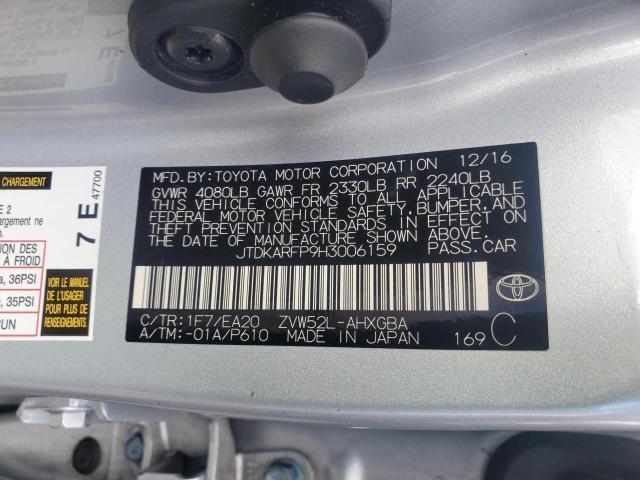 MFD. BY: TOYOTA MOTOR CORPORATION 12/16
GVWR 4080LB GAWR FR 2330LB RR 2240LB
THIS VEHICLE CONFORMS TO ALL APPLICABLE
FEDERAL MOTOR VEHICLE SAFETY, BUMPER, AND
THEFT PREVENTION STANDARDS IN EFFECT ON
THE DATE OF MANUFACTURE SHOWN ABOVE.
JTDKARFP9H3006159 PASS.CAR
C/TR:1F7/EA20 ZVW52L-AHXGBA
A/TM:-01A/P610 MADE IN JAPAN 169 C
TOYOTA
CHARGEMENT
E 2
chargement ne
ON DES
À FROID
, 36PSI
, 35PSI
UN
VOIR LE MANUEL
DE L'USAGER
POUR PLUS DE
RENSEIGNEMENTS
7 E 47700